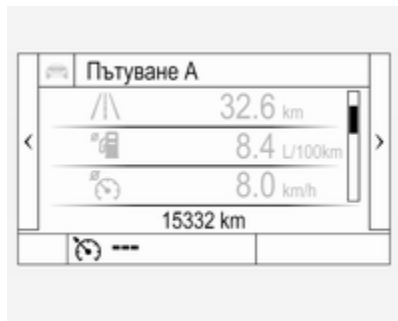 Пътуване A
32.6 km
ø 8.4 L/100km
ø 8.0 km/h
< >
15332 km
---